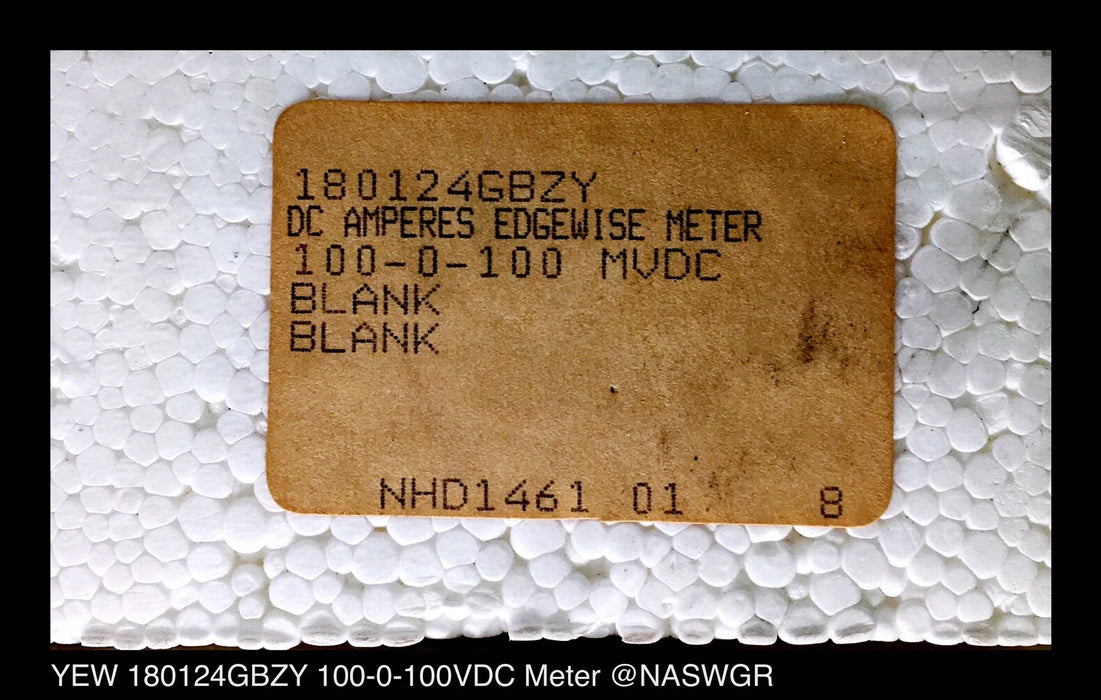 180124GBZY
DC AMPERES EDGEWISE METER
100-0-100 MVDC
BLANK
BLANK
NHD1461 01 8
YEW 180124GBZY 100-0-100VDC Meter @NASWGR